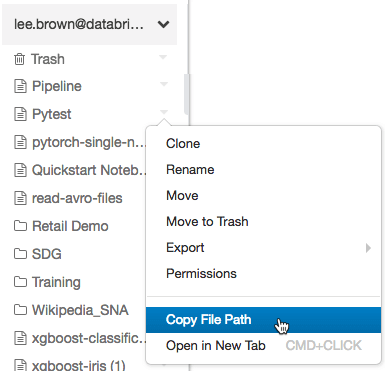 lee.brown@databri...
Trash
Pipeline
Pytest
pytorch-single-n...
Quickstart Noteb...
read-avro-files
Retail Demo
SDG
Training
Wikipedia_SNA
xgboost-classific...
xgboost-iris (1)
Clone
Rename
Move
Move to Trash
Export
Permissions
Copy File Path
Open in New Tab CMD+CLICK